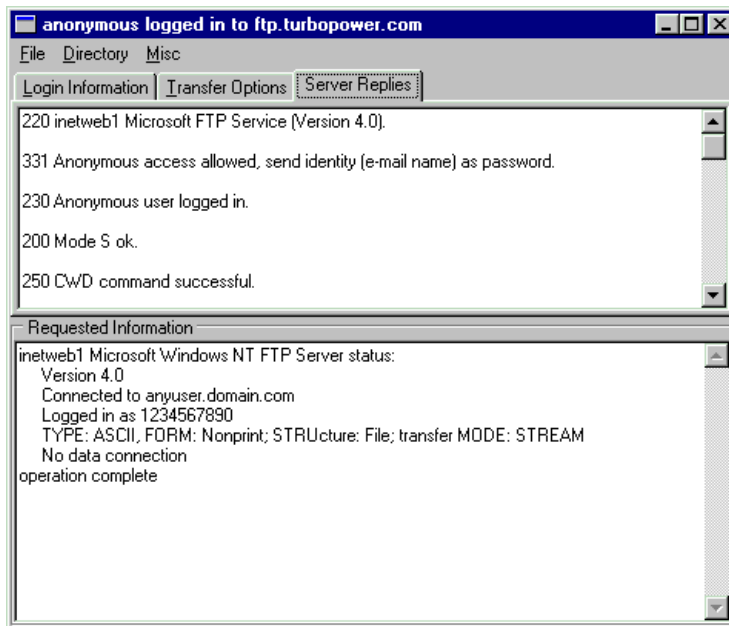 anonymous logged in to ftp.turbopower.com
File Directory Misc
Login Information Transfer Options Server Replies
220 inetweb1 Microsoft FTP Service (Version 4.0).
331 Anonymous access allowed, send identity (e-mail name) as password.
230 Anonymous user logged in.
200 Mode S ok.
250 CWD command successful.
Requested Information
inetweb1 Microsoft Windows NT FTP Server status:
Version 4.0
Connected to anyuser.domain.com
Logged in as 1234567890
TYPE: ASCII, FORM: Nonprint; STRUcture: File; transfer MODE: STREAM
No data connection
operation complete